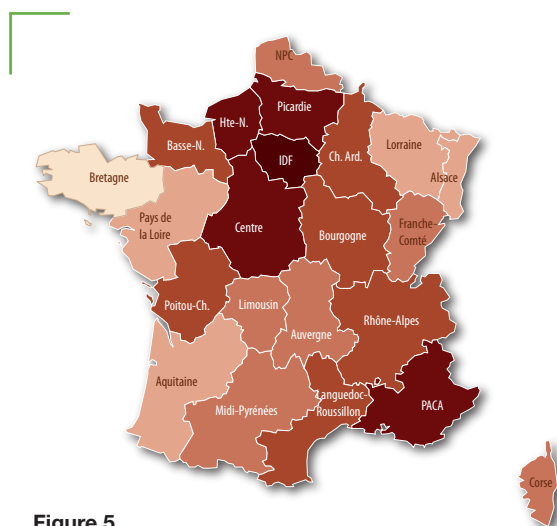 NPC
Picardie
Hte-N.
Basse-N.
IDF
Ch. Ard.
Lorraine
Alsace
Bretagne
Pays de
la Loire
Centre
Bourgogne
Franche-
Comté
Poitou-Ch.
Limousin
Auvergne
Rhône-Alpes
Aquitaine
Midi-Pyrénées
Languedoc-
Roussillon
PACA
Corse
Figure 5